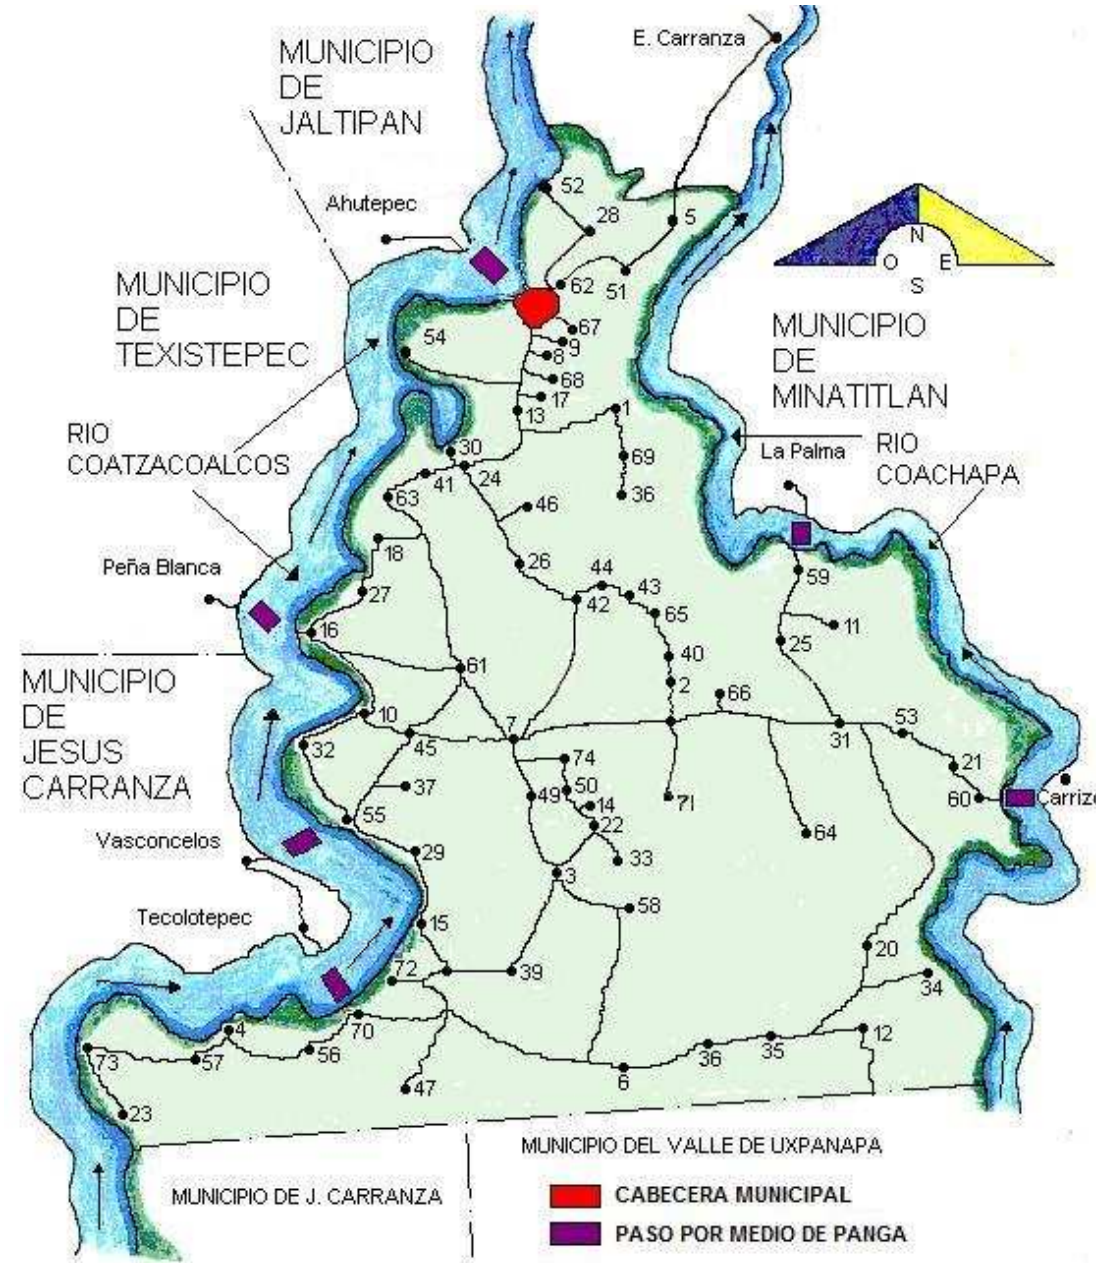 E. Carranza
MUNICIPIO
DE
JALTIPAN
52
Ahutepec
28
5
N
O E
S
MUNICIPIO
DE
TEXISTEPEC
62
51
67
9
8
54
68
17
MUNICIPIO
DE
MINATITLAN
13
1
RIO
COATZACOALCOS
30
69
La Palma
RIO
COACHAPA
41
24
36
63
46
18
26
59
Peña Blanca
44
27
43
42
65
16
11
25
40
61
2
66
MUNICIPIO
DE
JESUS
CARRANZA
10
7
53
32
45
31
74
21
37
50
49
14
71
60
Carrizo
55
22
64
Vasconcelos
29
33
3
58
Tecolotepec
15
20
72
39
34
70
4
12
73
57
56
36
35
6
47
23
MUNICIPIO DEL VALLE DE UXPANAPA
MUNICIPIO DE J. CARRANZA
CABECERA MUNICIPAL
PASO POR MEDIO DE PANGA